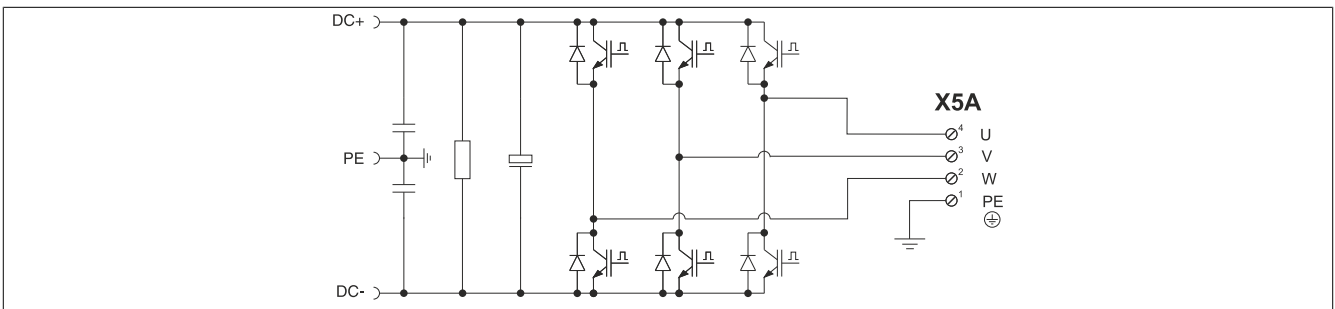 DC+
X5A
4 U
PE
3 V
2 W
1 PE
DC-